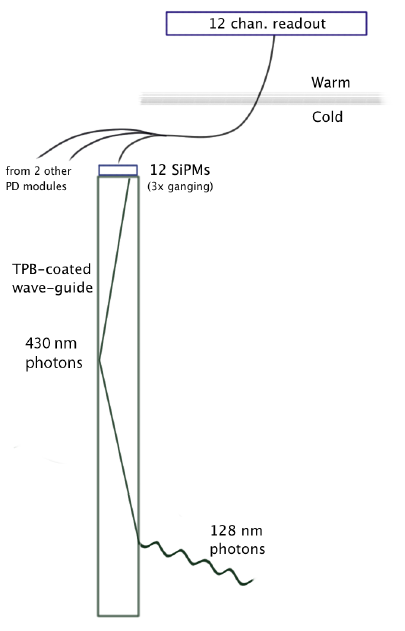 12 chan. readout
Warm
Cold
from 2 other
PD modules
12 SiPMs
(3x ganging)
TPB-coated
wave-guide
430 nm
photons
128 nm
photons